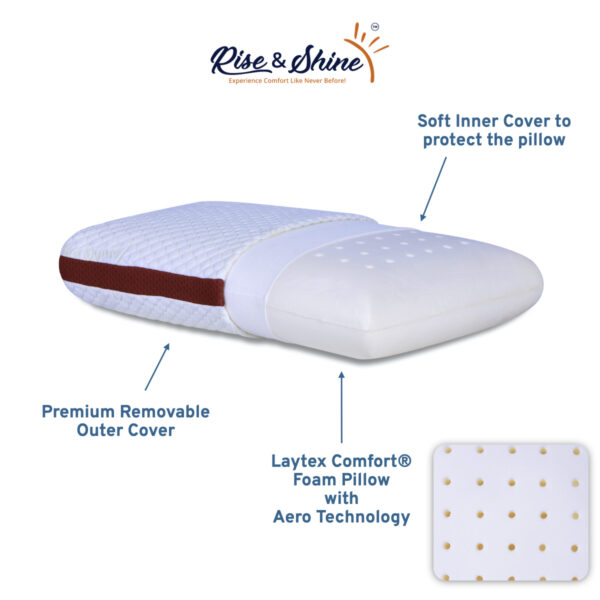 Rise & Shine
TM
Experience Comfort Like Never Before!
Soft Inner Cover to
protect the pillow
Premium Removable
Outer Cover
Laytex Comfort®
Foam Pillow
with
Aero Technology